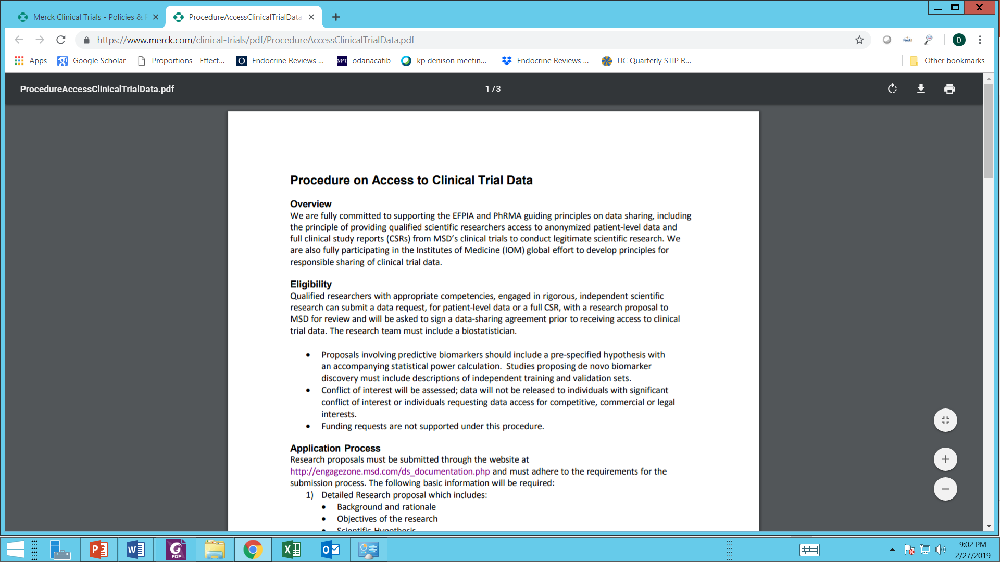 Merck Clinical Trials - Policies &
ProcedureAccessClinicalTrialData
https://www.merck.com/clinical-trials/pdf/ProcedureAccessClinicalTrialData.pdf
Findit
D
Apps
Google Scholar
Proportions - Effect...
Endocrine Reviews ...
MPT
odanacatib
kp denison meetin...
Endocrine Reviews ...
UC Quarterly STIP R...
Other bookmarks
ProcedureAccessClinicalTrialData.pdf
1 / 3
Procedure on Access to Clinical Trial Data
Overview
We are fully committed to supporting the EFPIA and PhRMA guiding principles on data sharing, including
the principle of providing qualified scientific researchers access to anonymized patient-level data and
full clinical study reports (CSRs) from MSD’s clinical trials to conduct legitimate scientific research. We
are also fully participating in the Institutes of Medicine (IOM) global effort to develop principles for
responsible sharing of clinical trial data.
Eligibility
Qualified researchers with appropriate competencies, engaged in rigorous, independent scientific
research can submit a data request, for patient-level data or a full CSR, with a research proposal to
MSD for review and will be asked to sign a data-sharing agreement prior to receiving access to clinical
trial data. The research team must include a biostatistician.
• Proposals involving predictive biomarkers should include a pre-specified hypothesis with
an accompanying statistical power calculation. Studies proposing de novo biomarker
discovery must include descriptions of independent training and validation sets.
• Conflict of interest will be assessed; data will not be released to individuals with significant
conflict of interest or individuals requesting data access for competitive, commercial or legal
interests.
• Funding requests are not supported under this procedure.
Application Process
Research proposals must be submitted through the website at
http://engagezone.msd.com/ds_documentation.php and must adhere to the requirements for the
submission process. The following basic information will be required:
1) Detailed Research proposal which includes:
• Background and rationale
• Objectives of the research
• Scientific Hypothesis
PDF
9:02 PM
2/27/2019